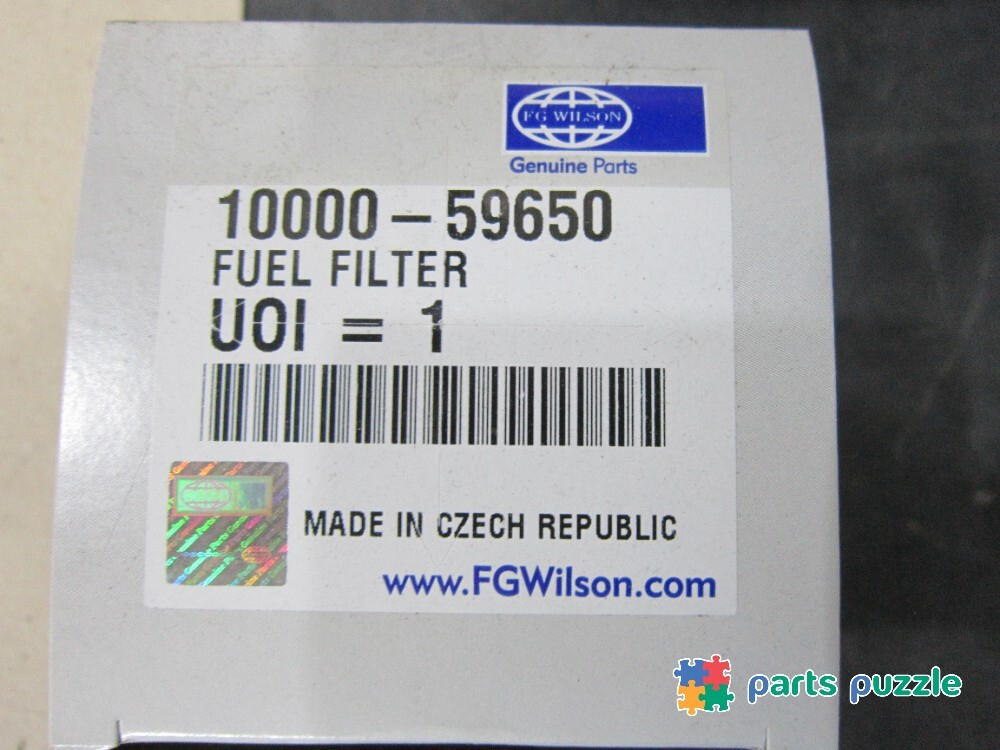 FG WILSON
Genuine Parts
10000-59650
FUEL FILTER
UOI = 1
MADE IN CZECH REPUBLIC
www.FGWilson.com
parts puzzle